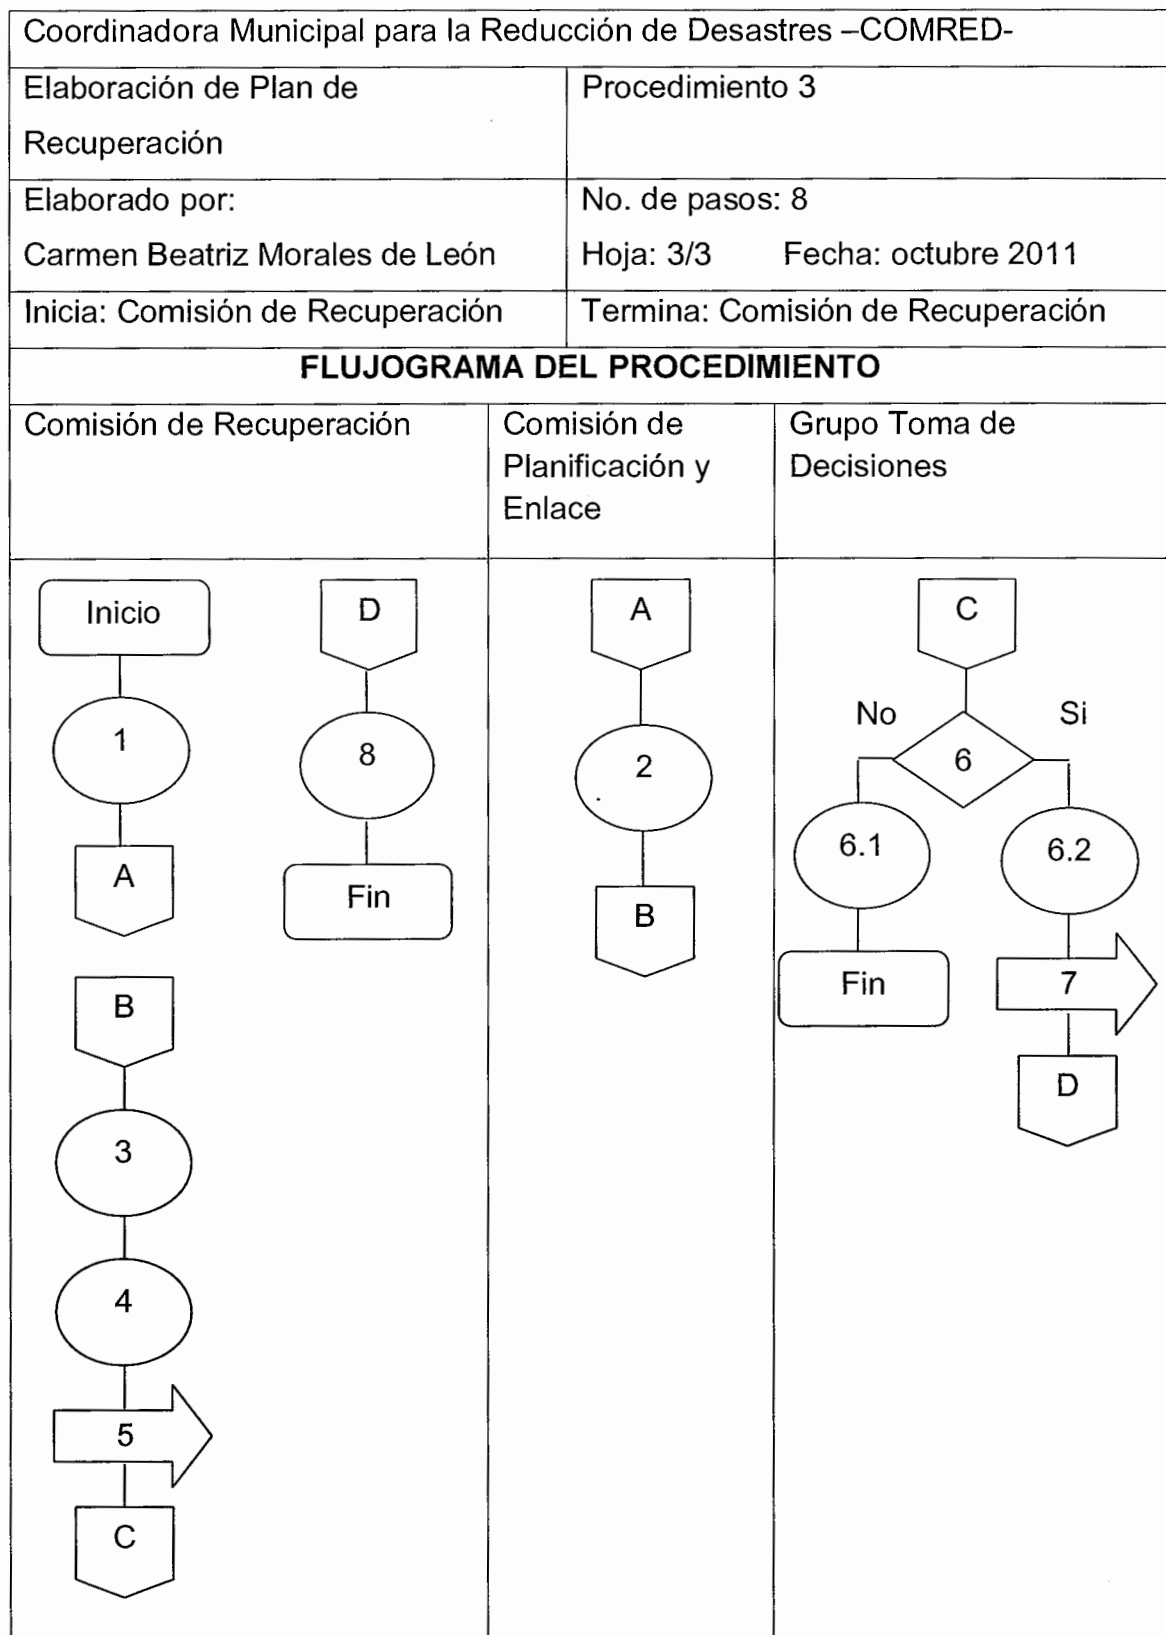 Coordinadora Municipal para la Reducción de Desastres –COMRED-
Elaboración de Plan de
Recuperación
Procedimiento 3
Elaborado por:
Carmen Beatriz Morales de León
No. de pasos: 8
Hoja: 3/3 Fecha: octubre 2011
Inicia: Comisión de Recuperación
Termina: Comisión de Recuperación
FLUJOGRAMA DEL PROCEDIMIENTO
Comisión de Recuperación
Comisión de
Planificación y
Enlace
Grupo Toma de
Decisiones
Inicio
1
A
B
3
4
5
C
D
8
Fin
A
2
B
C
No
Si
6
6.1
6.2
Fin
7
D